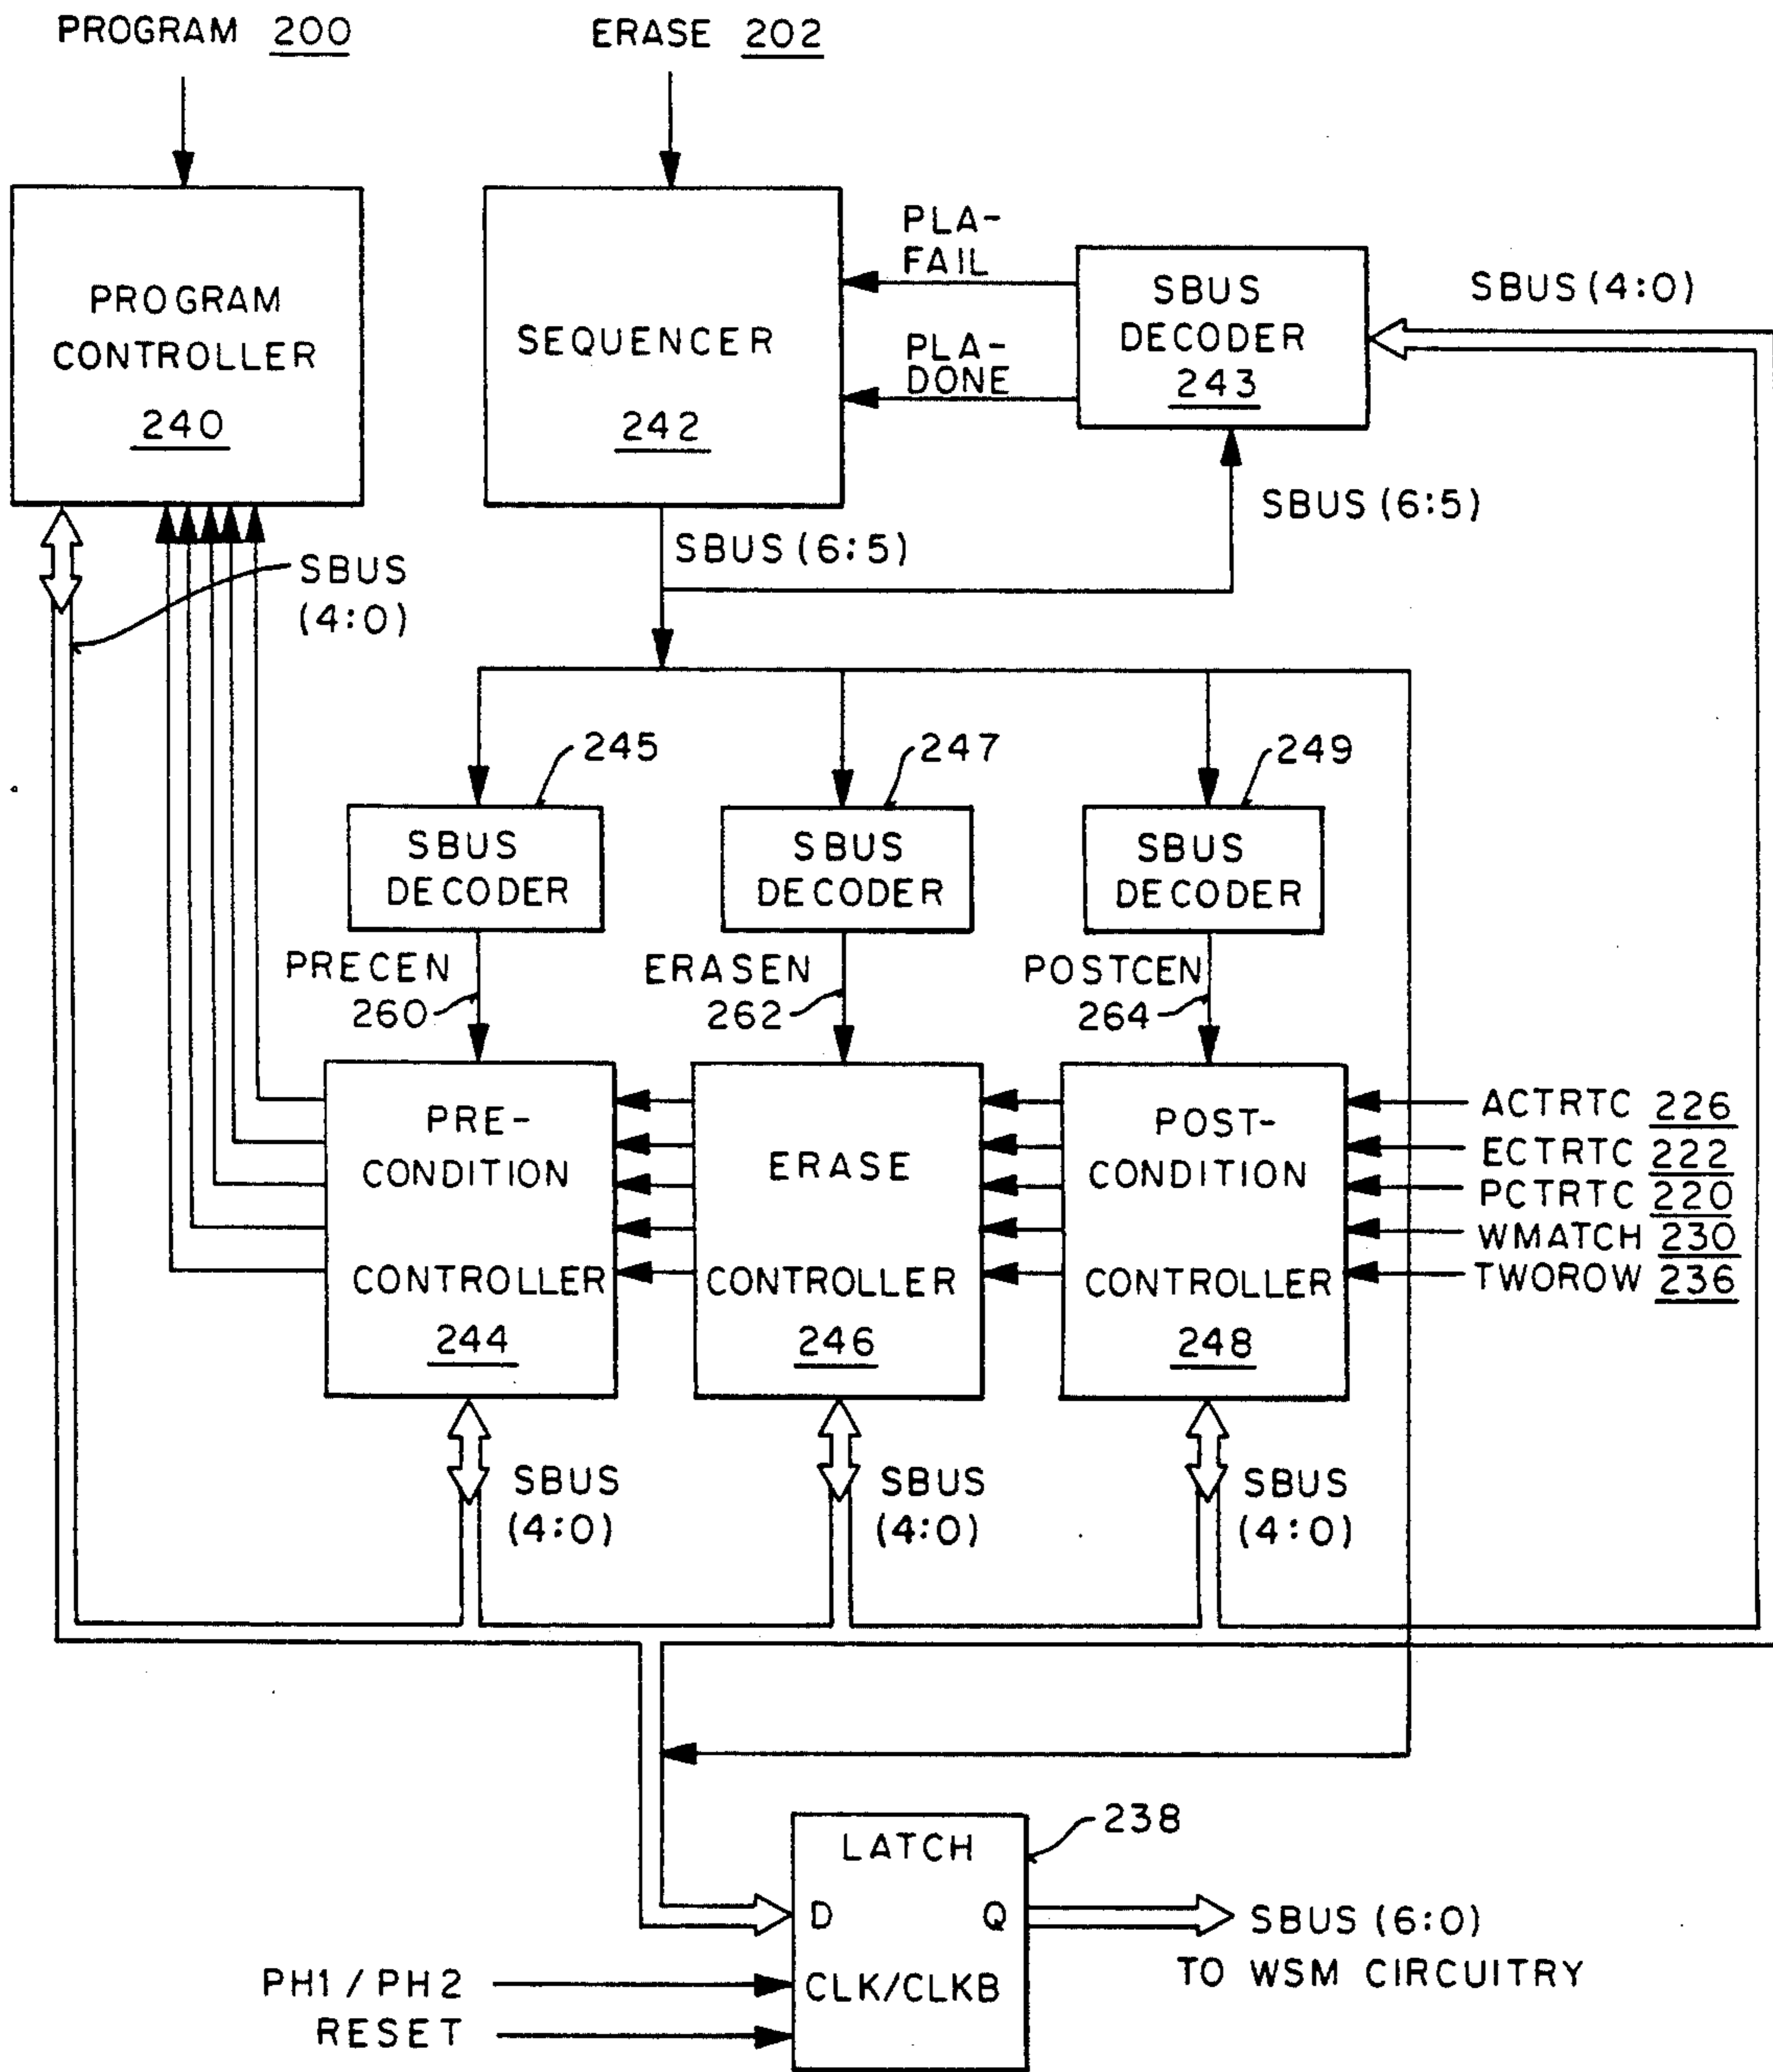 PROGRAM 200
ERASE 202
PROGRAM
CONTROLLER
240
SEQUENCER
242
PLA-
FAIL
PLA-
DONE
SBUS
DECODER
243
SBUS (4:0)
SBUS (6:5)
SBUS (6:5)
SBUS
(4:0)
245
247
249
SBUS
DECODER
SBUS
DECODER
SBUS
DECODER
PRECEN
260
ERASEN
262
POSTCEN
264
PRE-
CONDITION
CONTROLLER
244
ERASE
CONTROLLER
246
POST-
CONDITION
CONTROLLER
248
ACTRTC 226
ECTRTC 222
PCTRTC 220
WMATCH 230
TWOROW 236
SBUS
(4:0)
SBUS
(4:0)
SBUS
(4:0)
238
LATCH
D Q
CLK/CLKB
SBUS (6:0)
TO WSM CIRCUITRY
PH1 / PH2
RESET